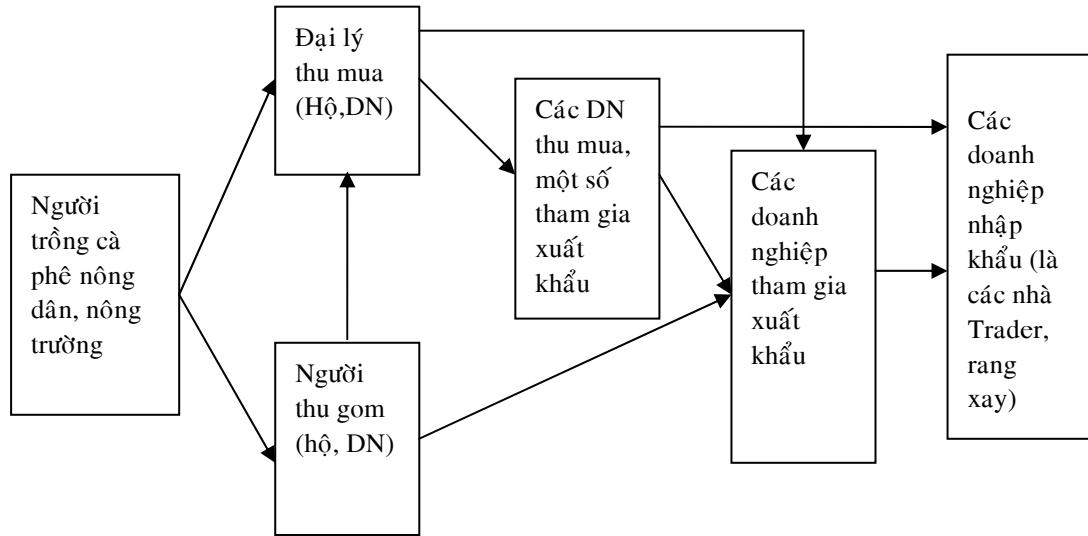 Người
trồng cà
phê nông
dân, nông
trường
Đại lý
thu mua
(Hộ,DN)
Người
thu gom
(hộ, DN)
Các DN
thu mua,
một số
tham gia
xuất
khẩu
Các
doanh
nghiệp
tham gia
xuất
khẩu
Các
doanh
nghiệp
nhập
khẩu (là
các nhà
Trader,
rang
xay)